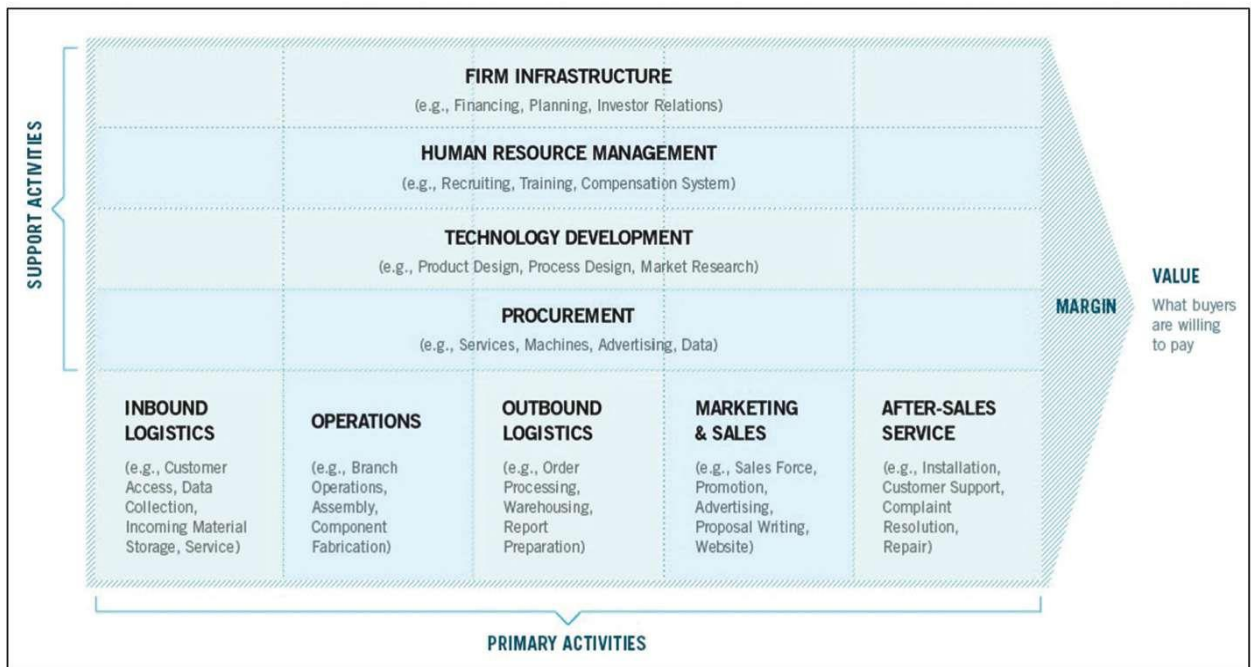 SUPPORT ACTIVITIES
FIRM INFRASTRUCTURE
(e.g., Financing, Planning, Investor Relations)
HUMAN RESOURCE MANAGEMENT
(e.g., Recruiting, Training, Compensation System)
TECHNOLOGY DEVELOPMENT
(e.g., Product Design, Process Design, Market Research)
PROCUREMENT
(e.g., Services, Machines, Advertising, Data)
INBOUND
LOGISTICS
(e.g., Customer
Access, Data
Collection,
Incoming Material
Storage, Service)
OPERATIONS
(e.g., Branch
Operations,
Assembly,
Component
Fabrication)
OUTBOUND
LOGISTICS
(e.g., Order
Processing,
Warehousing,
Report
Preparation)
MARKETING
& SALES
(e.g., Sales Force,
Promotion,
Advertising,
Proposal Writing,
Website)
AFTER-SALES
SERVICE
(e.g., Installation,
Customer Support,
Complaint
Resolution,
Repair)
MARGIN
VALUE
What buyers
are willing
to pay
PRIMARY ACTIVITIES